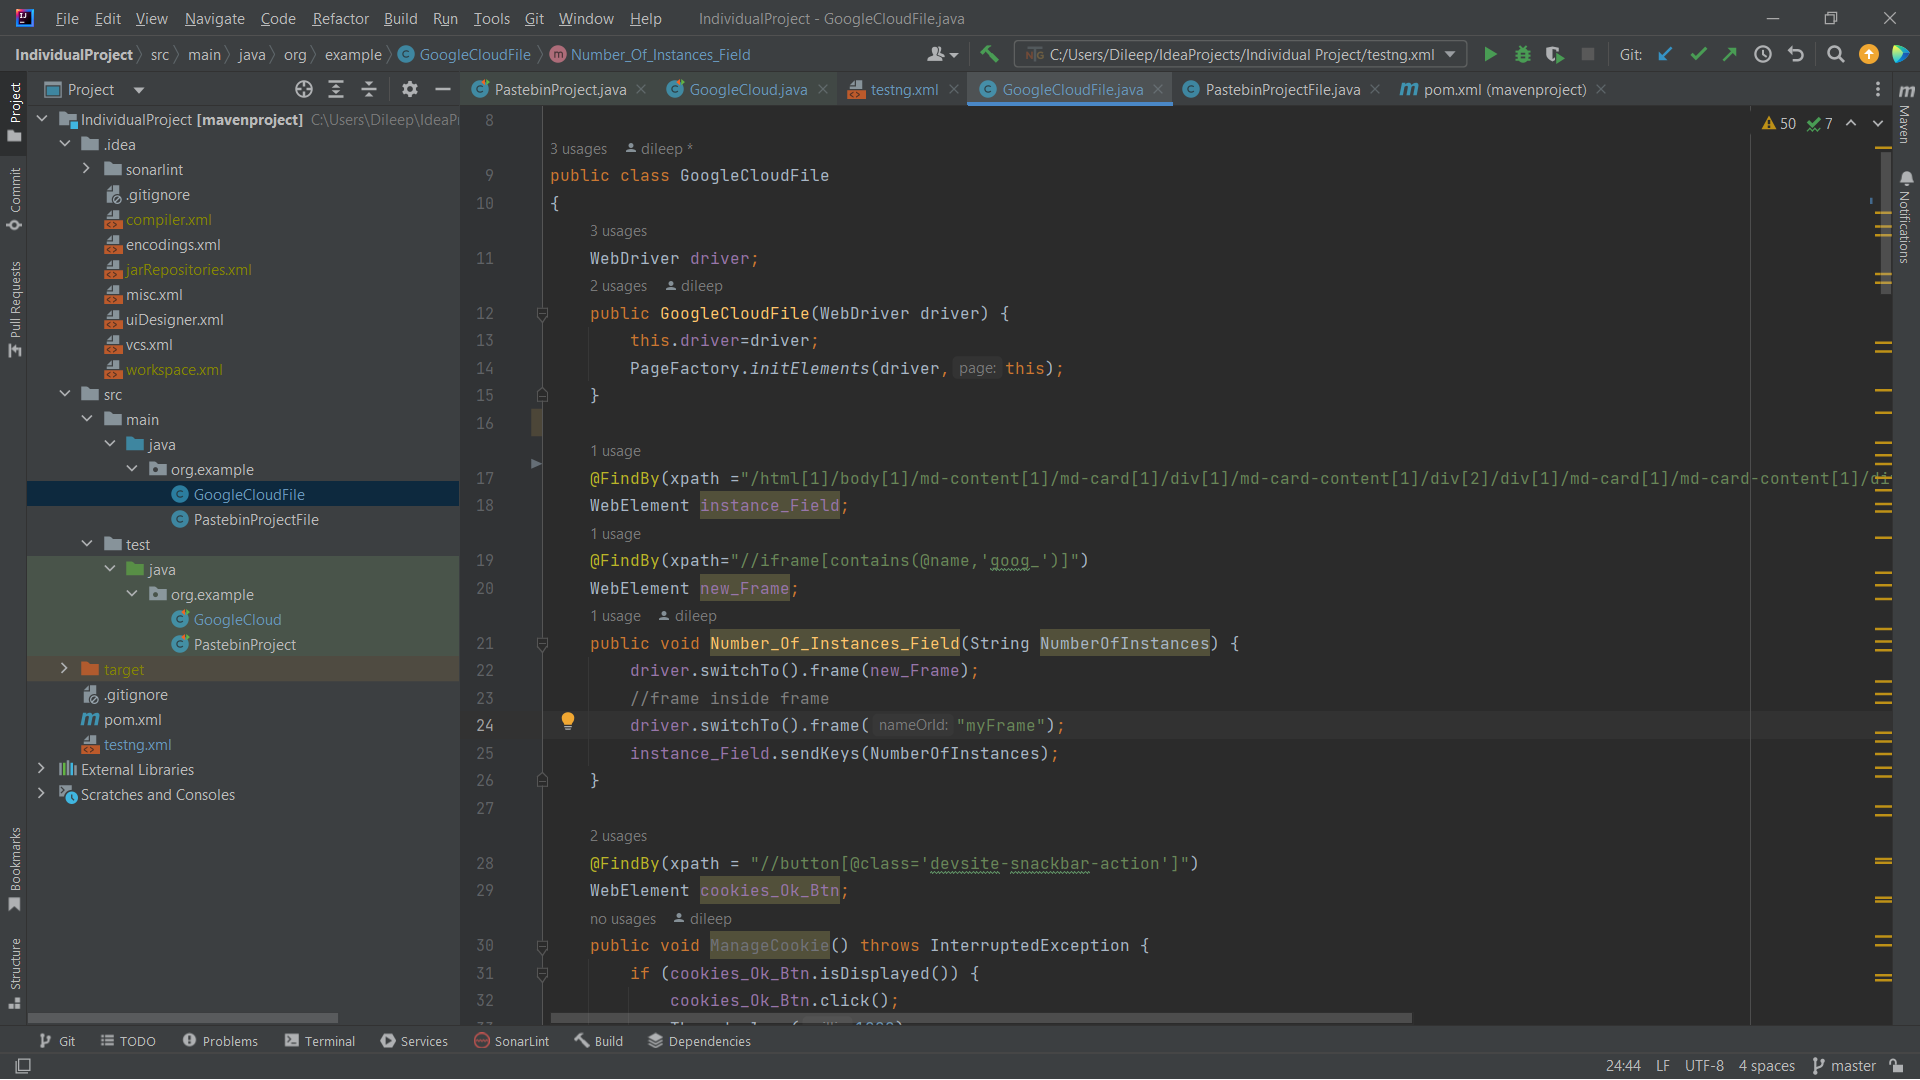 File Edit View Navigate Code Refactor Build Run Tools Git Window Help IndividualProject - GoogleCloudFile.java
IndividualProject src main java org example GoogleCloudFile Number_Of_Instances_Field C:/Users/Dileep/IdeaProjects/Individual Project/testng.xml Git:
Project PastebinProject.java GoogleCloud.java testng.xml GoogleCloudFile.java PastebinProjectFile.java pom.xml (mavenproject)
Project
Commit
Pull Requests
Bookmarks
Structure
Maven
Notifications
IndividualProject [mavenproject] C:\Users\Dileep\IdeaPr
.idea
sonarlint
.gitignore
compiler.xml
encodings.xml
jarRepositories.xml
misc.xml
uiDesigner.xml
vcs.xml
workspace.xml
src
main
java
org.example
GoogleCloudFile
PastebinProjectFile
test
java
org.example
GoogleCloud
PastebinProject
target
.gitignore
pom.xml
testng.xml
External Libraries
Scratches and Consoles
50 7
8
3 usages dileep *
9 public class GoogleCloudFile
10 {
3 usages
11 WebDriver driver;
2 usages dileep
12 public GoogleCloudFile(WebDriver driver) {
13 this.driver=driver;
14 PageFactory.initElements(driver, page: this);
15 }
16
1 usage
17 @FindBy(xpath ="/html[1]/body[1]/md-content[1]/md-card[1]/div[1]/md-card-content[1]/div[2]/div[1]/md-card[1]/md-card-content[1]/di
18 WebElement instance_Field;
1 usage
19 @FindBy(xpath="//iframe[contains(@name,'goog_')]")
20 WebElement new_Frame;
1 usage dileep
21 public void Number_Of_Instances_Field(String NumberOfInstances) {
22 driver.switchTo().frame(new_Frame);
23 //frame inside frame
24 driver.switchTo().frame( nameOrId: "myFrame");
25 instance_Field.sendKeys(NumberOfInstances);
26 }
27
2 usages
28 @FindBy(xpath = "//button[@class='devsite-snackbar-action']")
29 WebElement cookies_Ok_Btn;
no usages dileep
30 public void ManageCookie() throws InterruptedException {
31 if (cookies_Ok_Btn.isDisplayed()) {
32 cookies_Ok_Btn.click();
Git TODO Problems Terminal Services SonarLint Build Dependencies
24:44 LF UTF-8 4 spaces master